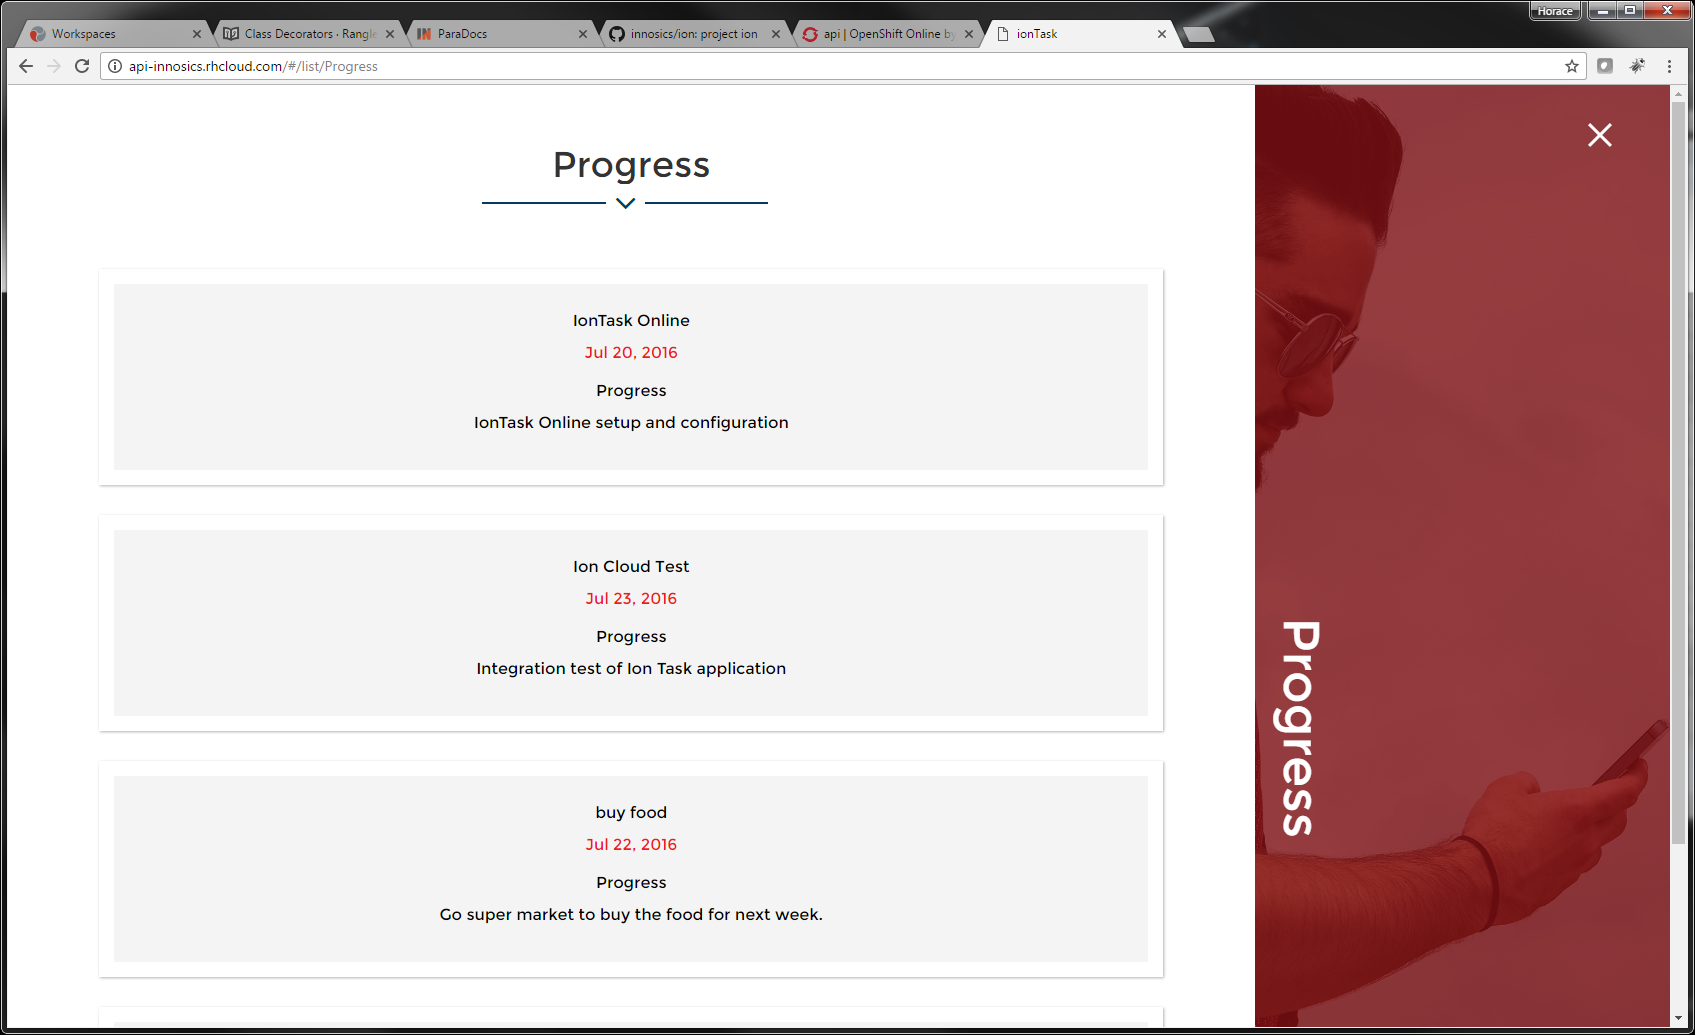 Horace
Workspaces
Class Decorators · Rangle
ParaDocs
innosics/ion: project ion
api | OpenShift Online by
ionTask
api-innosics.rhcloud.com/#/list/Progress
Progress
IonTask Online
Jul 20, 2016
Progress
IonTask Online setup and configuration
Ion Cloud Test
Jul 23, 2016
Progress
Integration test of Ion Task application
buy food
Jul 22, 2016
Progress
Go super market to buy the food for next week.
Progress